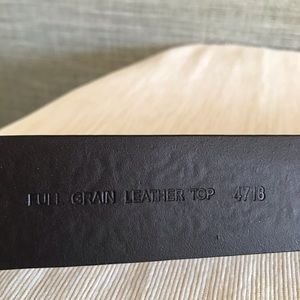 FULL GRAIN LEATHER TOP 4718